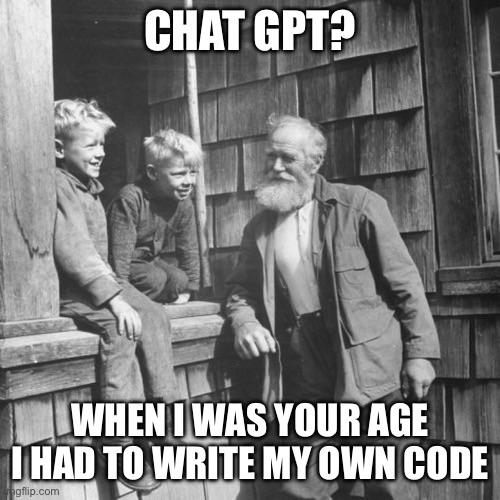 CHAT GPT?
WHEN I WAS YOUR AGE
I HAD TO WRITE MY OWN CODE
imgflip.com